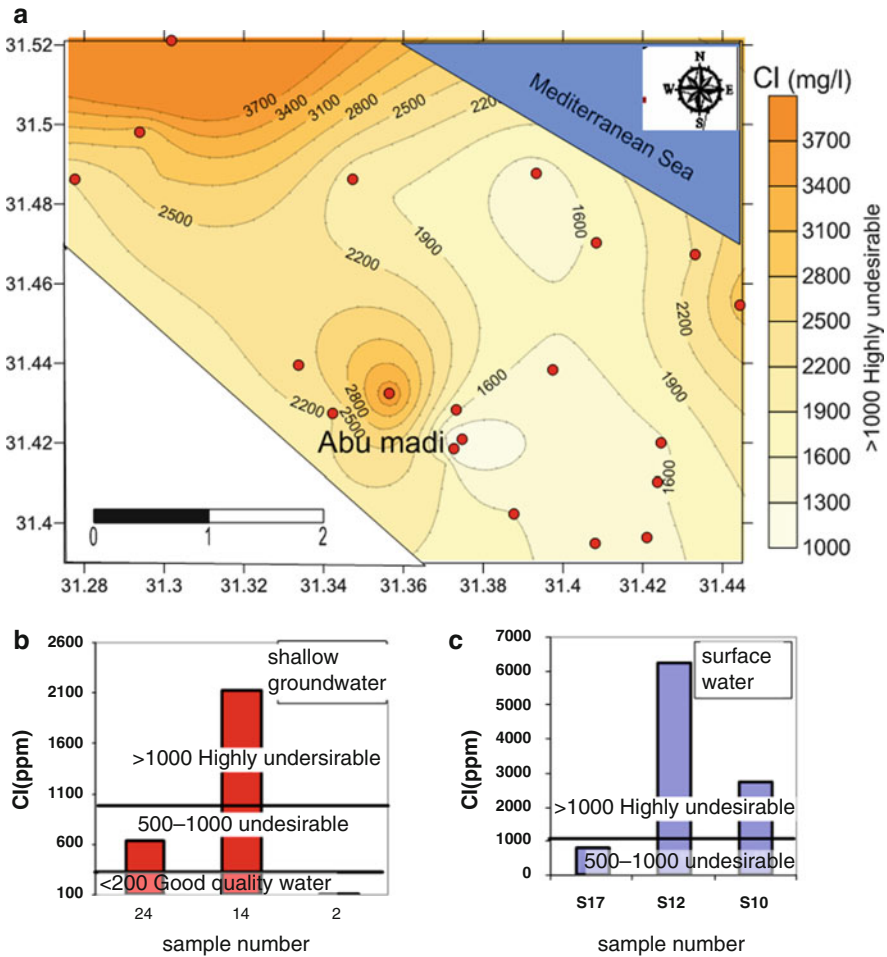 a
31.52
31.5
31.48
31.46
31.44
31.42
31.4
31.28
31.3
31.32
31.34
31.36
31.38
31.4
31.42
31.44
3700
3400
3100
2800
2500
2200
Mediterranean Sea
N
W
E
S
2500
2200
1900
1600
2200
1900
2200
2800
2500
1600
1600
Abu madi
0
1
2
Cl (mg/l)
3700
3400
3100
2800
2500
2200
1900
1600
1300
1000
>1000 Highly undesirable
b
Cl(ppm)
2600
2100
1600
1100
600
100
shallow
groundwater
>1000 Highly undersirable
500–1000 undesirable
<200 Good quality water
24
14
2
sample number
c
Cl(ppm)
7000
6000
5000
4000
3000
2000
1000
0
surface
water
>1000 Highly undesirable
500–1000 undesirable
S17
S12
S10
sample number